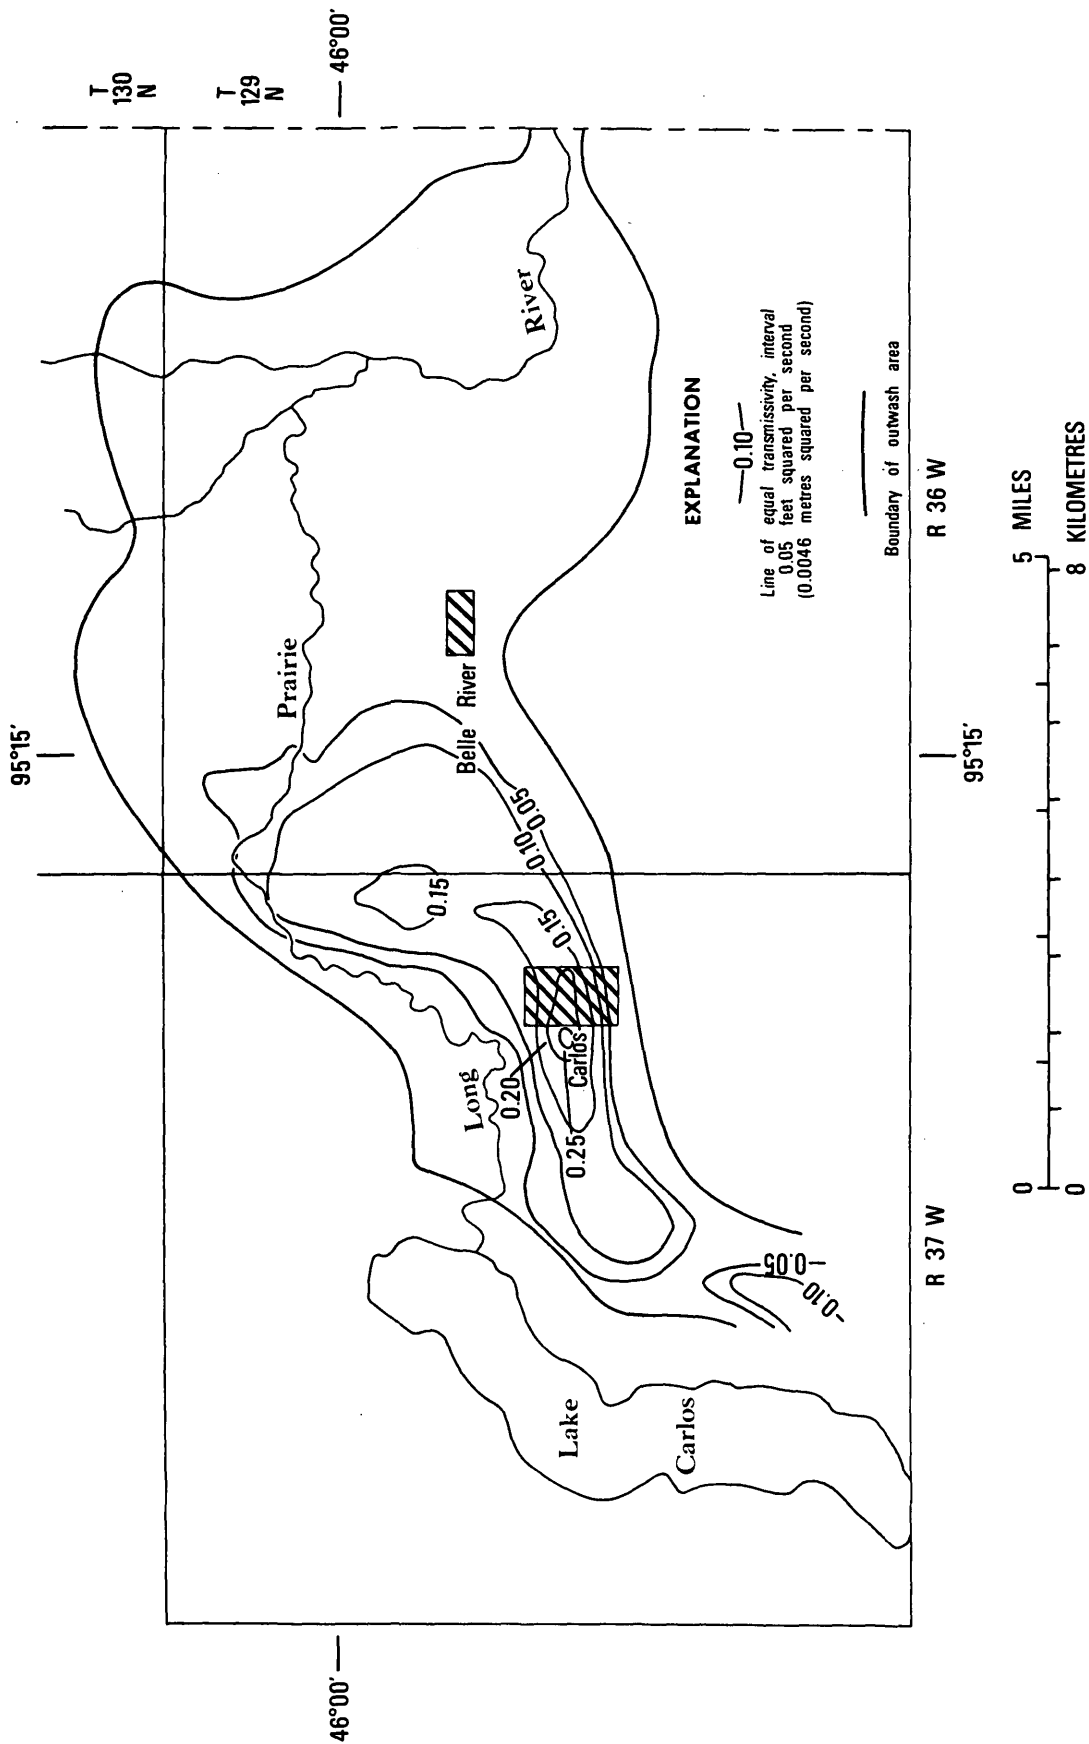 95°15'
T
130
N
T
129
N
46°00'
46°00'
Prairie
River
Long
Lake
Carlos
Belle River
Carlos
0.15
0.15
0.10
0.05
0.20
0.25
0.05
0.10
EXPLANATION
0.10
Line of equal transmissivity, interval
0.05 feet squared per second
(0.0046 metres squared per second)
Boundary of outwash area
R 37 W
95°15'
R 36 W
0 5 MILES
0 8 KILOMETRES